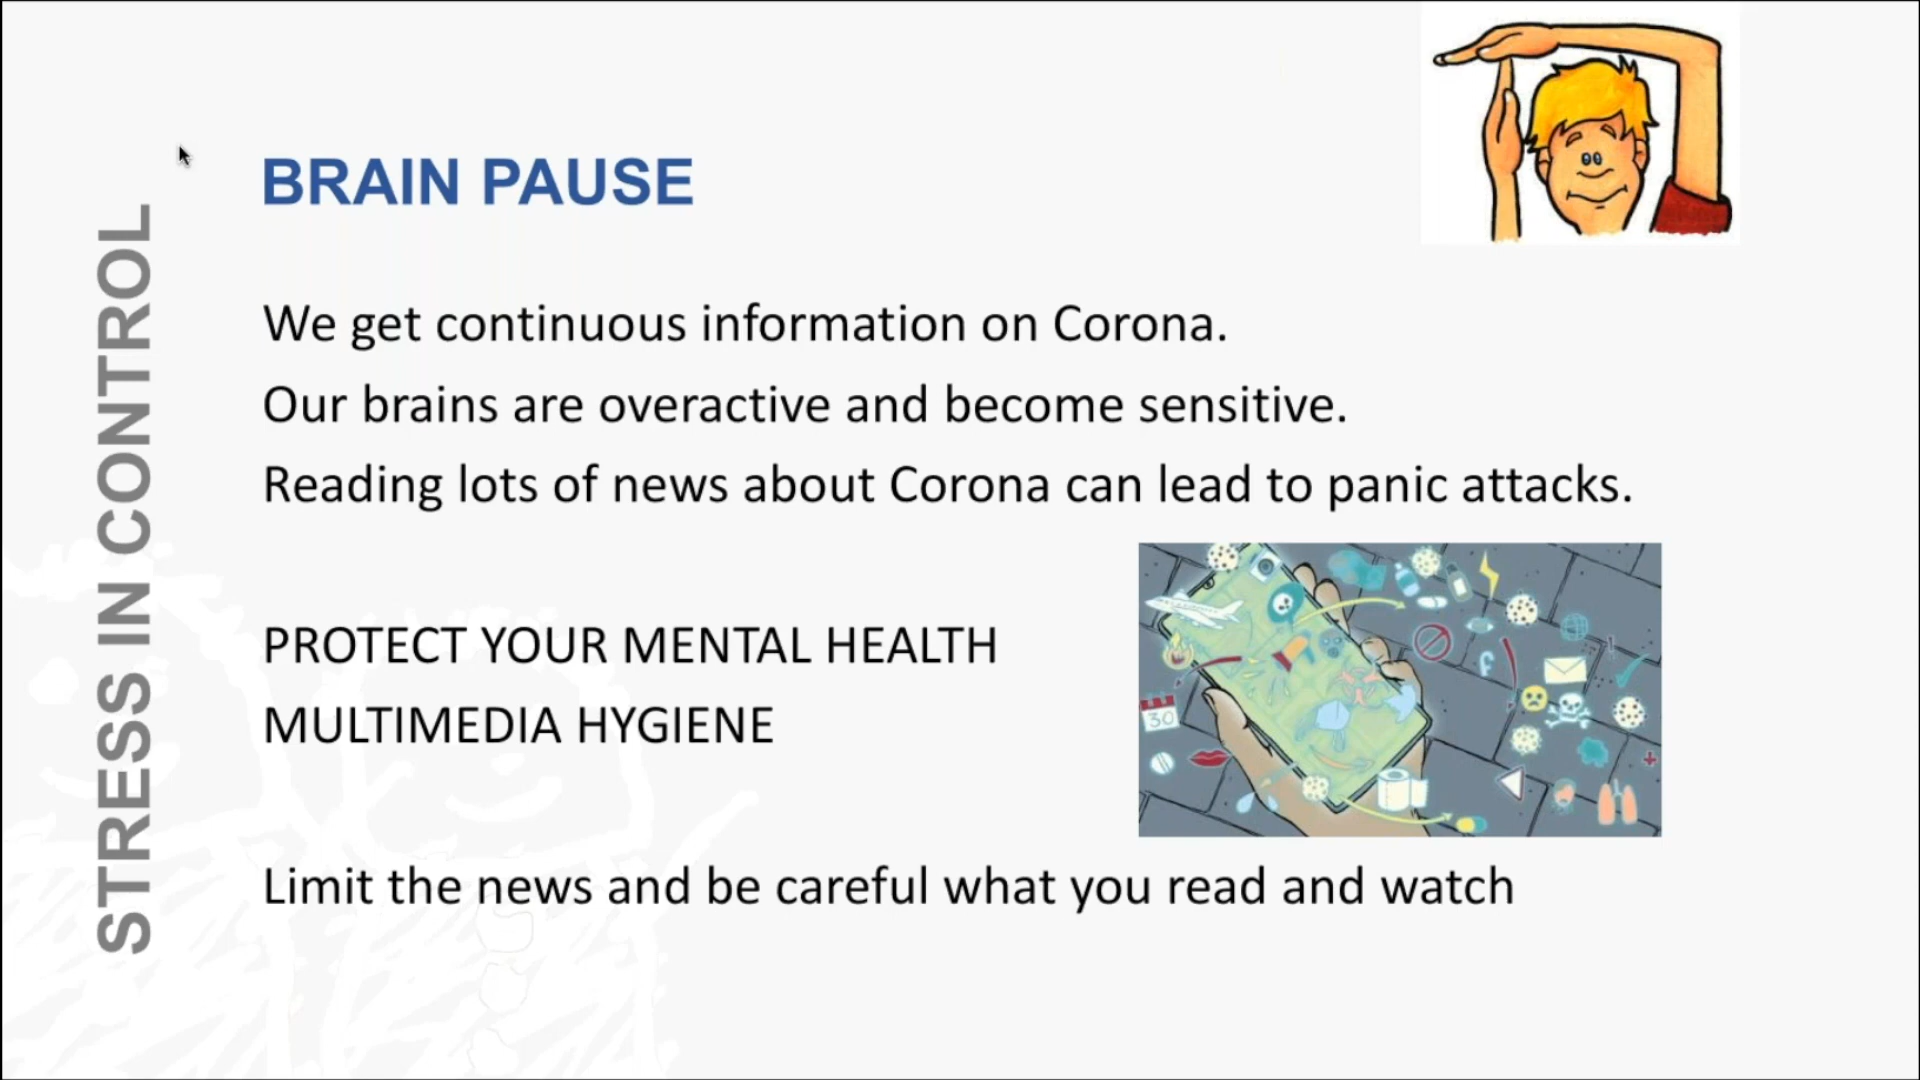 STRESS IN CONTROL
BRAIN PAUSE
We get continuous information on Corona.
Our brains are overactive and become sensitive.
Reading lots of news about Corona can lead to panic attacks.
PROTECT YOUR MENTAL HEALTH
MULTIMEDIA HYGIENE
30
Limit the news and be careful what you read and watch